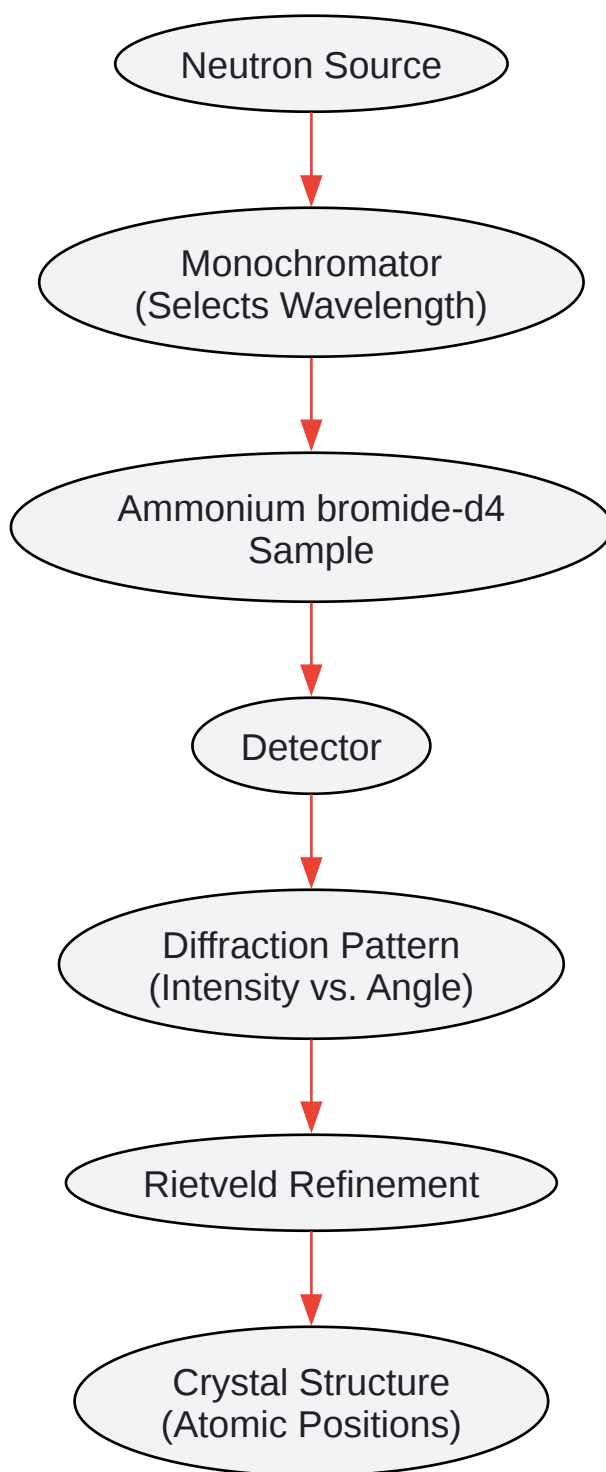 Neutron Source
Monochromator
(Selects Wavelength)
Ammonium bromide-d4
Sample
Detector
Diffraction Pattern
(Intensity vs. Angle)
Rietveld Refinement
Crystal Structure
(Atomic Positions)